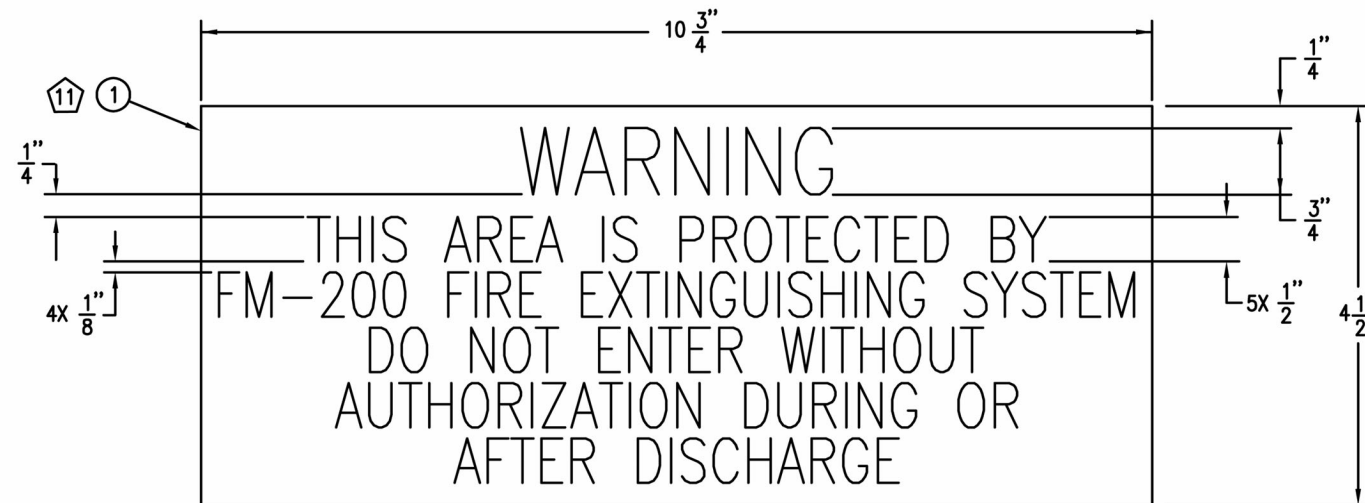 10 3/4"
1/4"
11 1
WARNING
1/4"
3/4"
THIS AREA IS PROTECTED BY
FM-200 FIRE EXTINGUISHING SYSTEM
4X 1/8"
5X 1/2"
4 1/2
DO NOT ENTER WITHOUT
AUTHORIZATION DURING OR
AFTER DISCHARGE